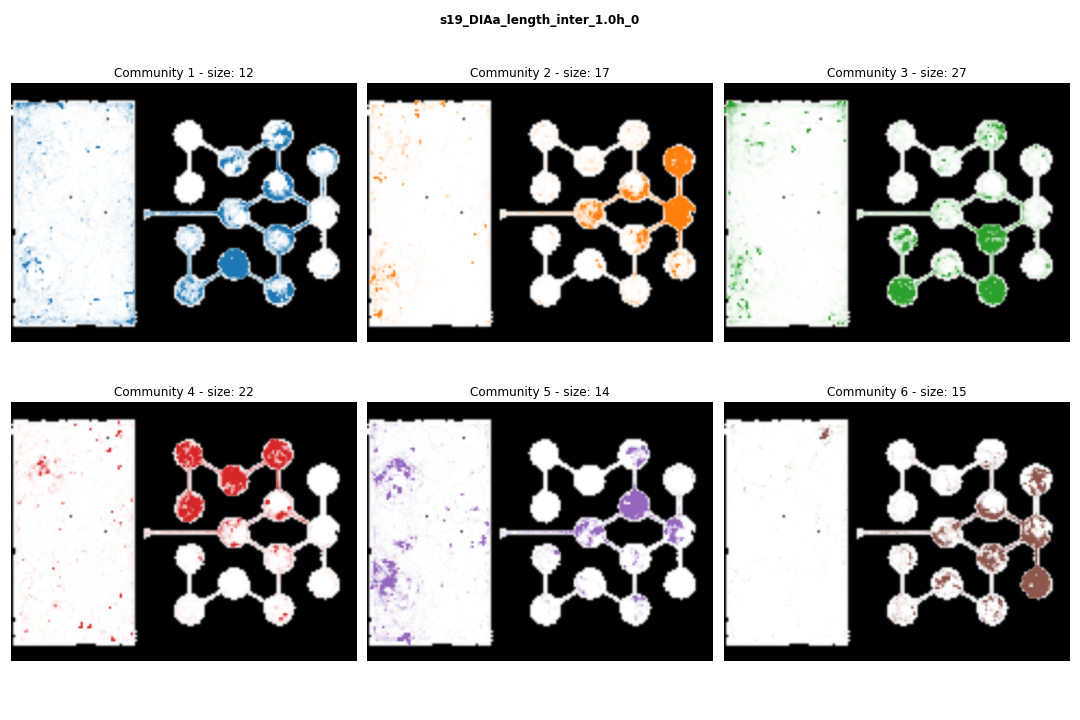 s19_DIAa_length_inter_1.0h_0
Community 1 - size: 12
Community 2 - size: 17
Community 3 - size: 27
Community 4 - size: 22
Community 5 - size: 14
Community 6 - size: 15